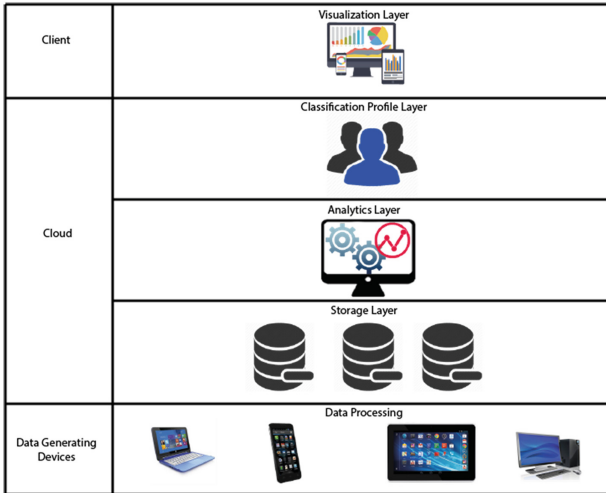 Client
Visualization Layer
Cloud
Classification Profile Layer
Analytics Layer
Storage Layer
Data Generating
Devices
Data Processing